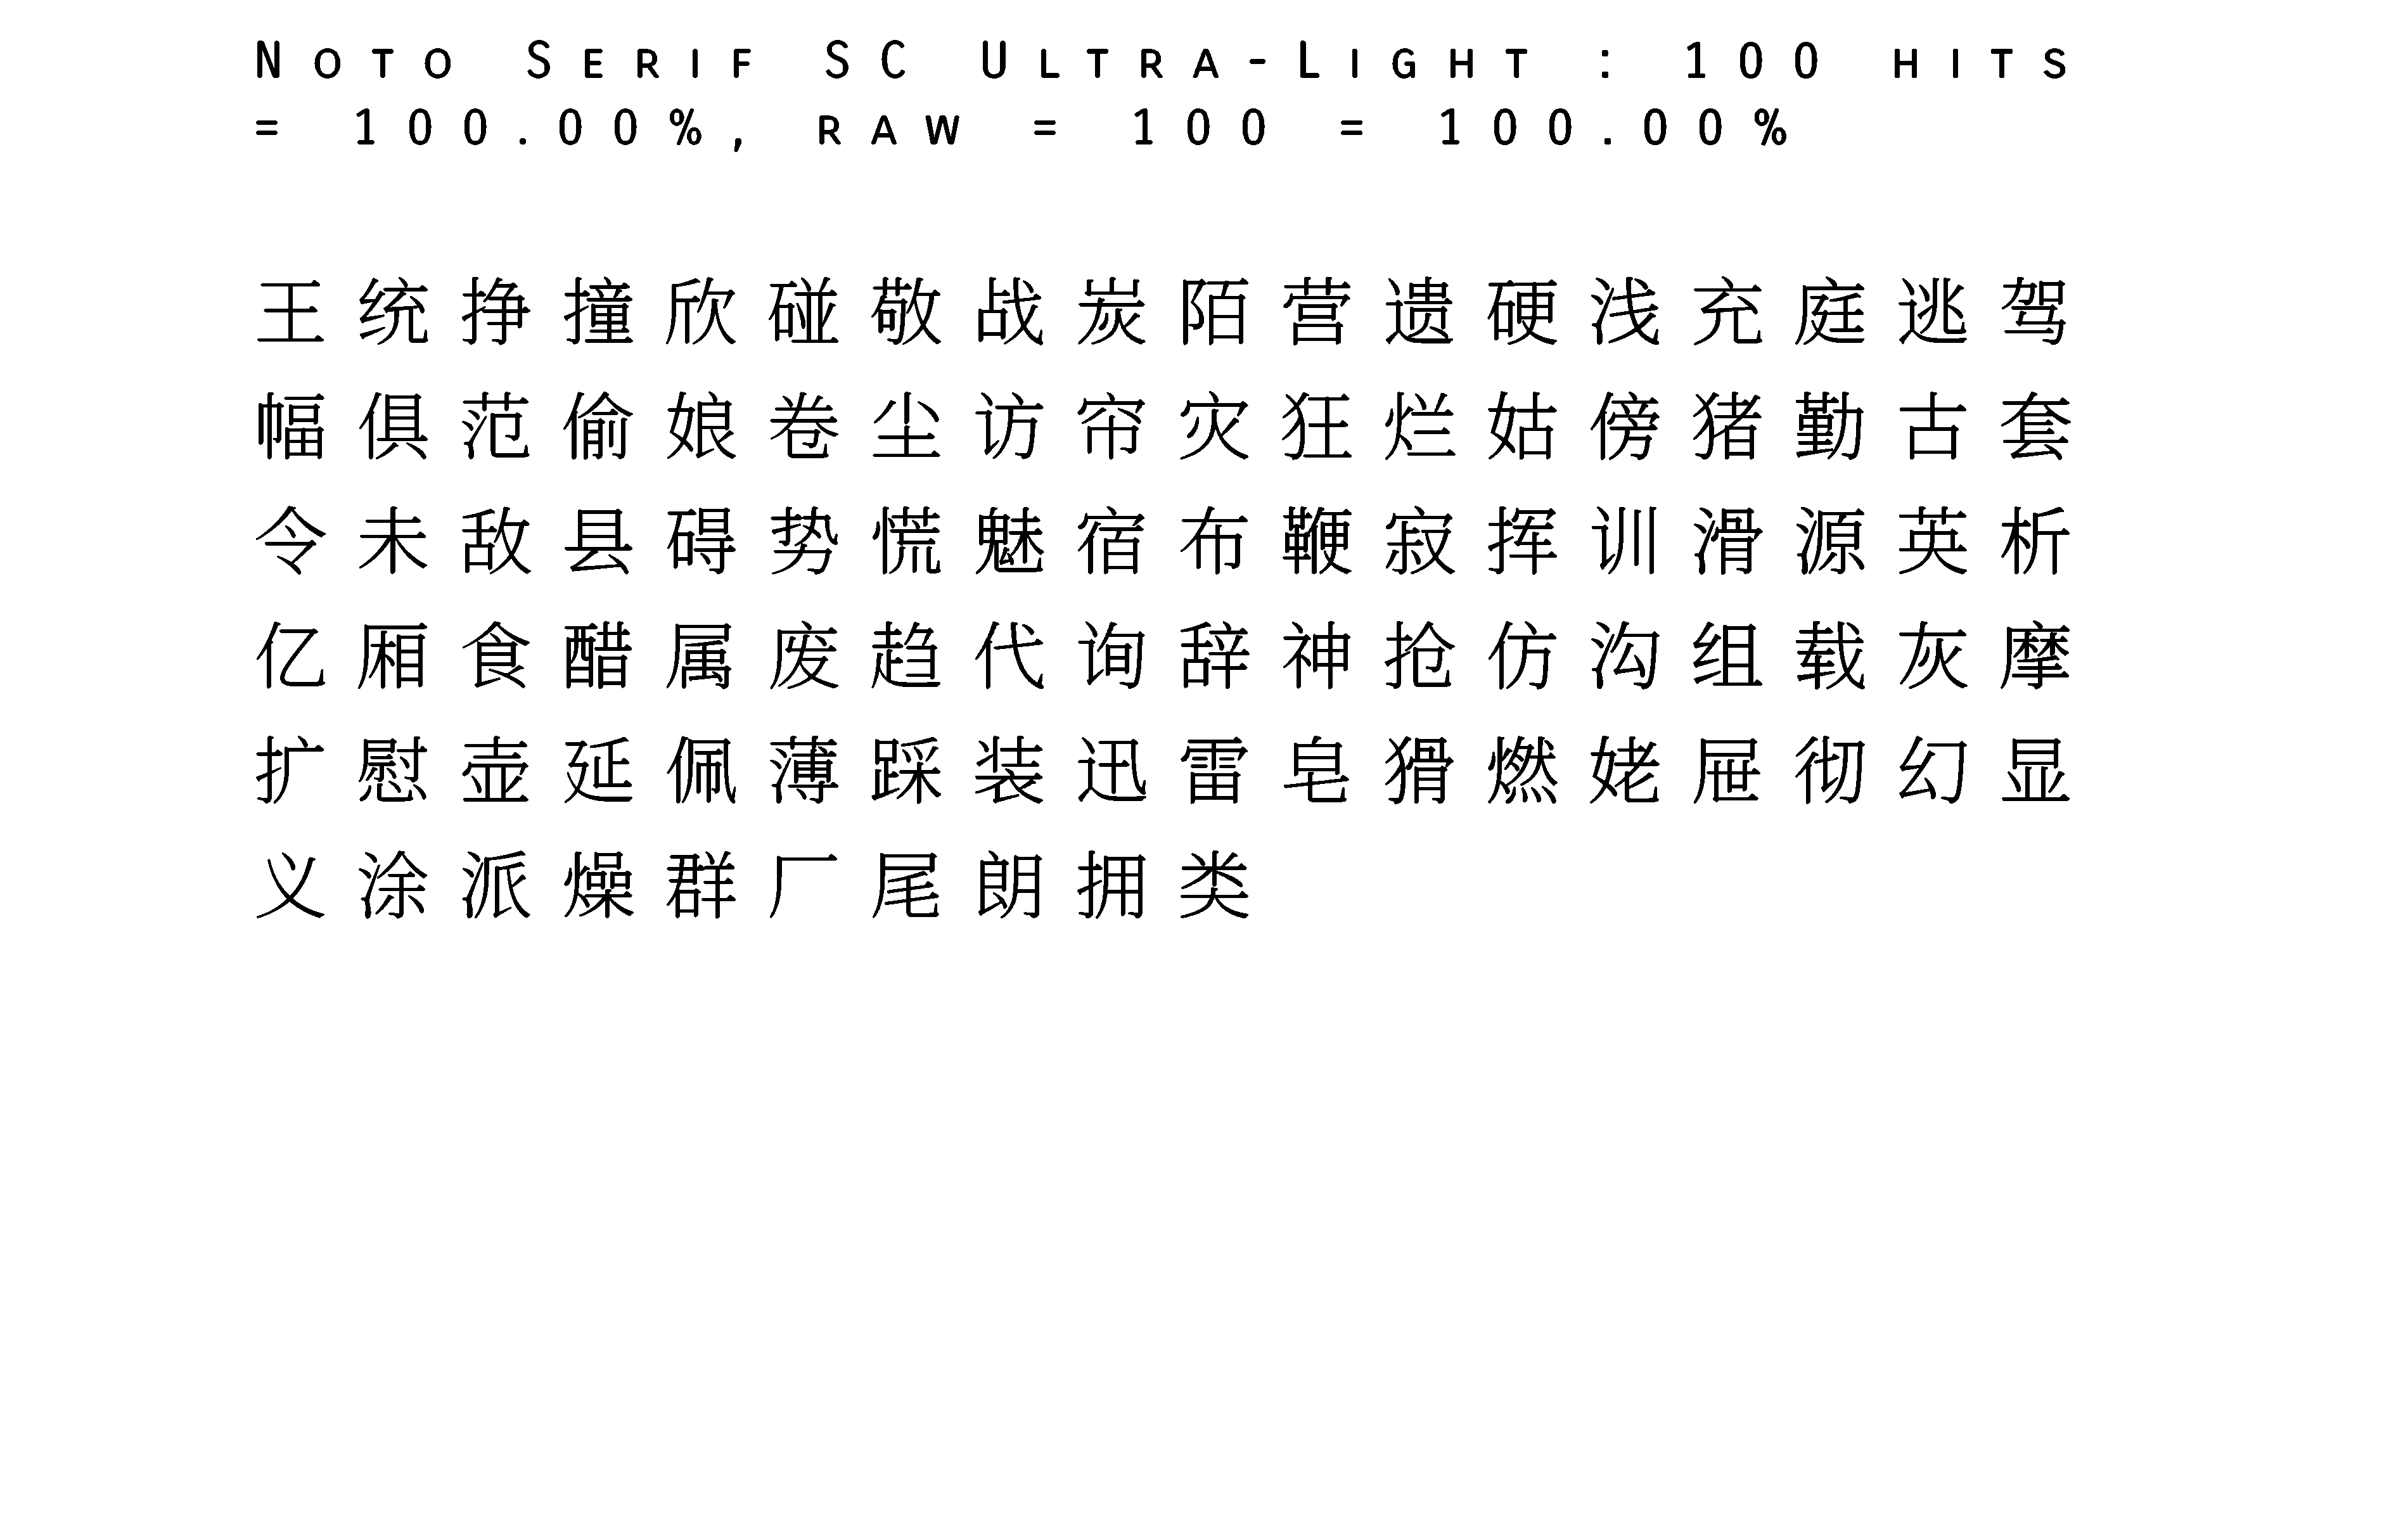 Noto Serif SC Ultra-Light : 100 hits
= 100.00%, raw = 100 = 100.00%
王统挣撞欣碰敬战炭陌营遗硬浅充庭逃驾
幅俱范偷娘卷尘访帘灾狂烂姑傍猪勤古套
令未敌县碍势慌魅宿布鞭寂挥训滑源英析
亿厢食醋属废趋代询辞神抢仿沟组载灰摩
扩慰壶延佩薄踩装迅雷皂猾燃姥屉彻幻显
义涂派燥群厂尾朗拥类